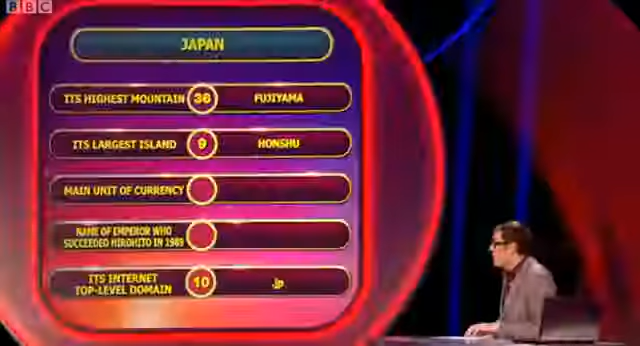 BBC
JAPAN
ITS HIGHEST MOUNTAIN 36 FUJIYAMA
ITS LARGEST ISLAND 9 HONSHU
MAIN UNIT OF CURRENCY
NAME OF EMPEROR WHO
SUCCEEDED HIROHITO IN 1989
ITS INTERNET
TOP-LEVEL DOMAIN 10 .jp